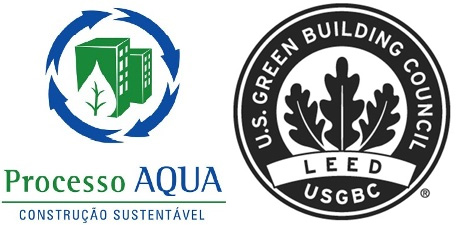 Processo AQUA
CONSTRUÇÃO SUSTENTÁVEL
U.S. GREEN BUILDING COUNCIL
LEED
USGBC
®